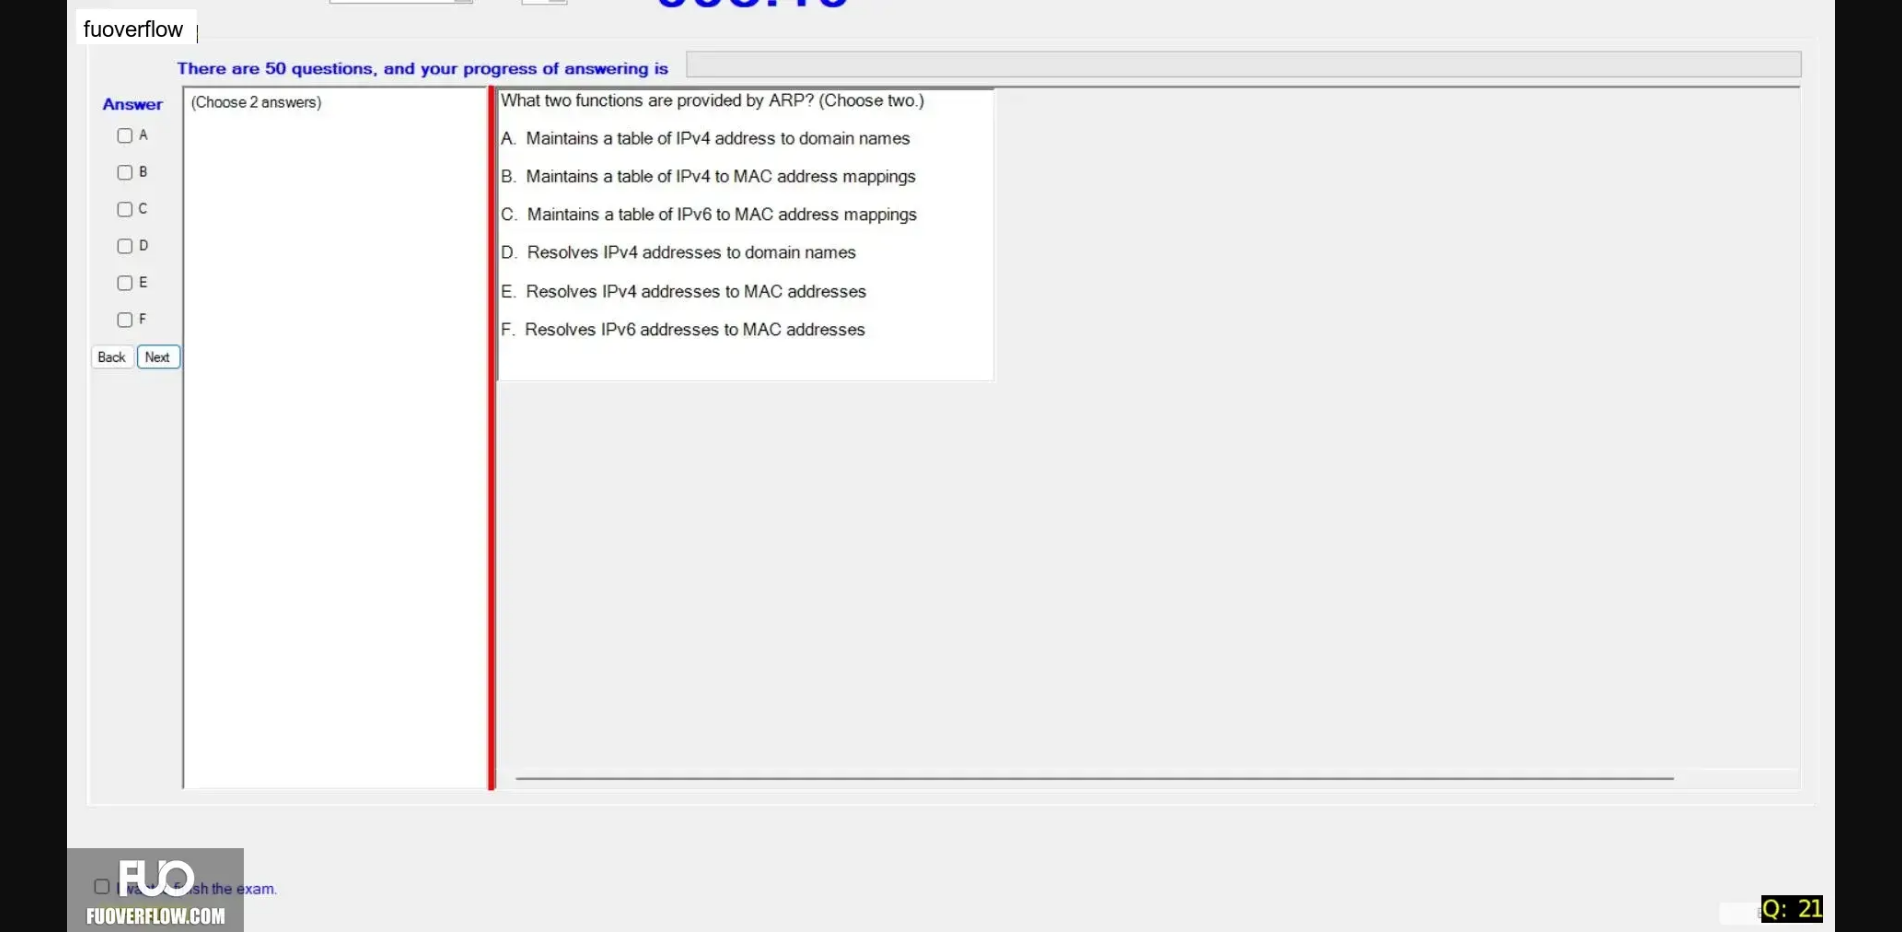 fuoverflow
There are 50 questions, and your progress of answering is
Answer
(Choose 2 answers)
A
B
C
D
E
F
Back Next
What two functions are provided by ARP? (Choose two.)
A. Maintains a table of IPv4 address to domain names
B. Maintains a table of IPv4 to MAC address mappings
C. Maintains a table of IPv6 to MAC address mappings
D. Resolves IPv4 addresses to domain names
E. Resolves IPv4 addresses to MAC addresses
F. Resolves IPv6 addresses to MAC addresses
the exam.
FUO
FUOVERFLOW.COM
Q: 21